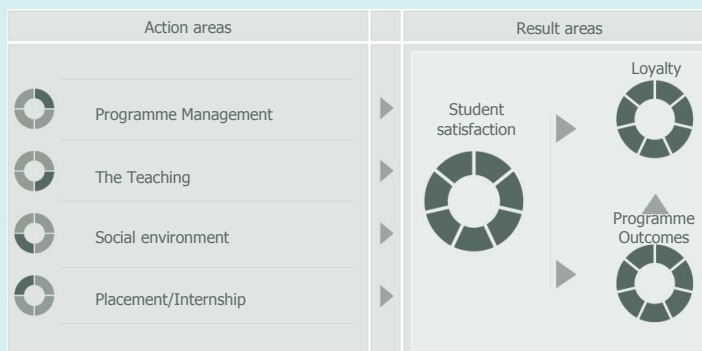 Action areas
Result areas
Programme Management
The Teaching
Social environment
Placement/Internship
Student
satisfaction
Loyalty
Programme
Outcomes